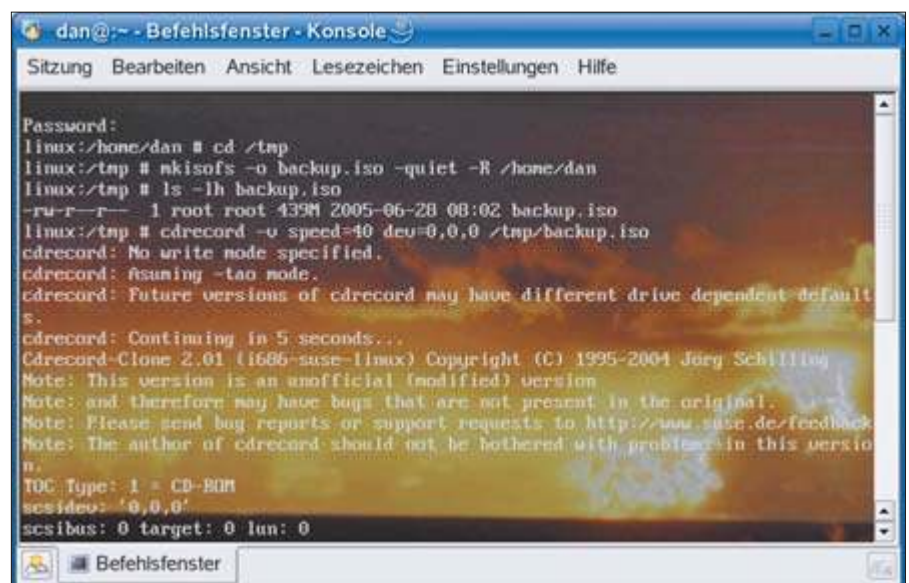 dan@:~ - Befehlsfenster - Konsole
Sitzung Bearbeiten Ansicht Lesezeichen Einstellungen Hilfe
Password:
linux:/home/dan # cd /tmp
linux:/tmp # mkisofs -o backup.iso -quiet -R /home/dan
linux:/tmp # ls -lh backup.iso
-rw-r--r-- 1 root root 439M 2005-06-28 08:02 backup.iso
linux:/tmp # cdrecord -v speed=40 dev=0,0,0 /tmp/backup.iso
cdrecord: No write mode specified.
cdrecord: Asuming -tao mode.
cdrecord: Future versions of cdrecord may have different drive dependent default
s.
cdrecord: Continuing in 5 seconds...
Cdrecord-Clone 2.01 (i686-suse-linux) Copyright (C) 1995-2004 Jörg Schilling
Note: This version is an unofficial (modified) version
Note: and therefore may have bugs that are not present in the original.
Note: Please send bug reports or support requests to http://www.suse.de/feedback
Note: The author of cdrecord should not be bothered with problems in this versio
n.
TOC Type: 1 = CD-ROM
scsidev: '0,0,0'
scsibus: 0 target: 0 lun: 0
Befehlsfenster